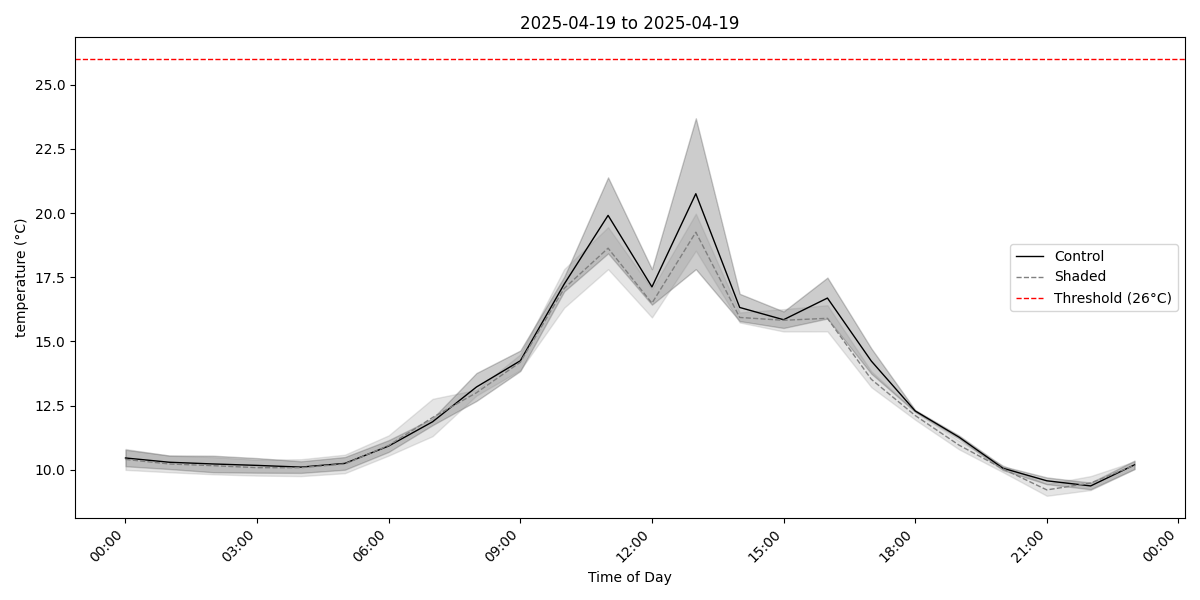 2025-04-19 to 2025-04-19
temperature (°C)
25.0
22.5
20.0
17.5
15.0
12.5
10.0
Control
Shaded
Threshold (26°C)
00:00
03:00
06:00
09:00
12:00
15:00
18:00
21:00
00:00
Time of Day